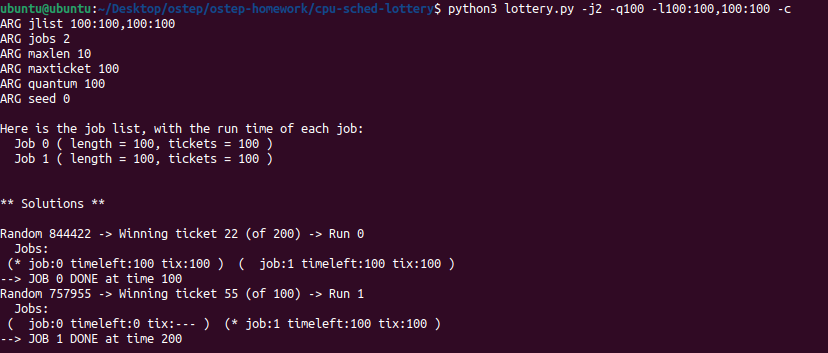 ubuntu@ubuntu:~/Desktop/ostep/ostep-homework/cpu-sched-lottery$ python3 lottery.py -j2 -q100 -l100:100,100:100 -c
ARG jlist 100:100,100:100
ARG jobs 2
ARG maxlen 10
ARG maxticket 100
ARG quantum 100
ARG seed 0

Here is the job list, with the run time of each job:
  Job 0 ( length = 100, tickets = 100 )
  Job 1 ( length = 100, tickets = 100 )


** Solutions **

Random 844422 -> Winning ticket 22 (of 200) -> Run 0
  Jobs:
 (* job:0 timeleft:100 tix:100 )  (  job:1 timeleft:100 tix:100 )
--> JOB 0 DONE at time 100
Random 757955 -> Winning ticket 55 (of 100) -> Run 1
  Jobs:
 (  job:0 timeleft:0 tix:--- )  (* job:1 timeleft:100 tix:100 )
--> JOB 1 DONE at time 200